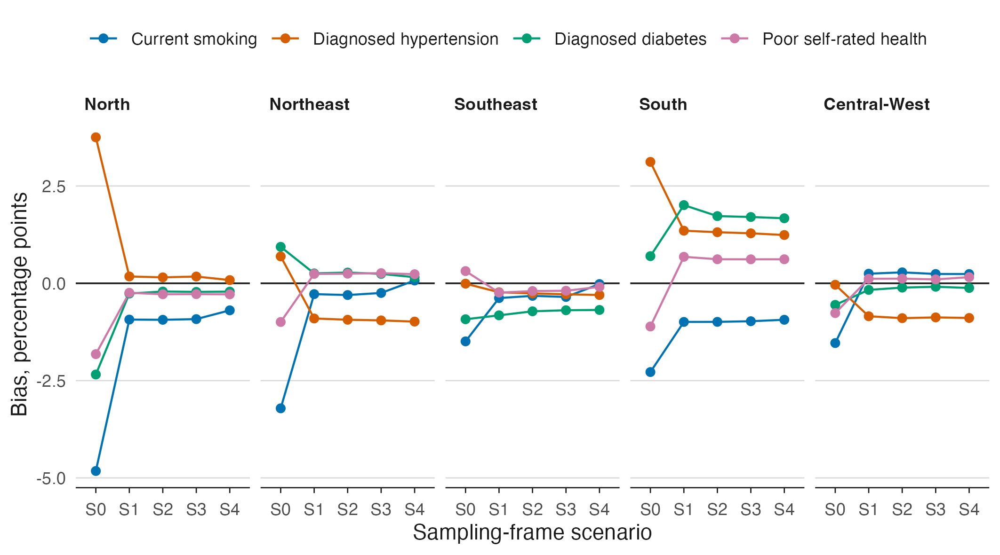 Current smoking Diagnosed hypertension Diagnosed diabetes Poor self-rated health
North Northeast Southeast South Central-West
Bias, percentage points
2.5
0.0
-2.5
-5.0
S0 S1 S2 S3 S4 S0 S1 S2 S3 S4 S0 S1 S2 S3 S4 S0 S1 S2 S3 S4 S0 S1 S2 S3 S4
Sampling-frame scenario